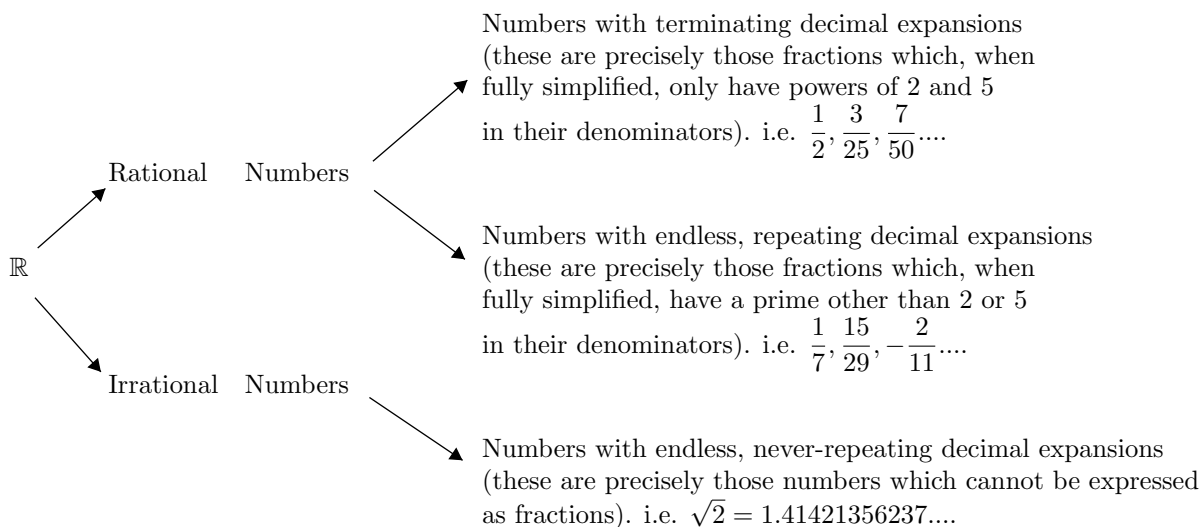 Numbers with terminating decimal expansions
(these are precisely those fractions which, when
fully simplified, only have powers of 2 and 5
in their denominators). i.e. 1/2, 3/25, 7/50....
Rational Numbers
Numbers with endless, repeating decimal expansions
(these are precisely those fractions which, when
fully simplified, have a prime other than 2 or 5
in their denominators). i.e. 1/7, 15/29, −2/11....
ℝ
Irrational Numbers
Numbers with endless, never-repeating decimal expansions
(these are precisely those numbers which cannot be expressed
as fractions). i.e. √2 = 1.41421356237....